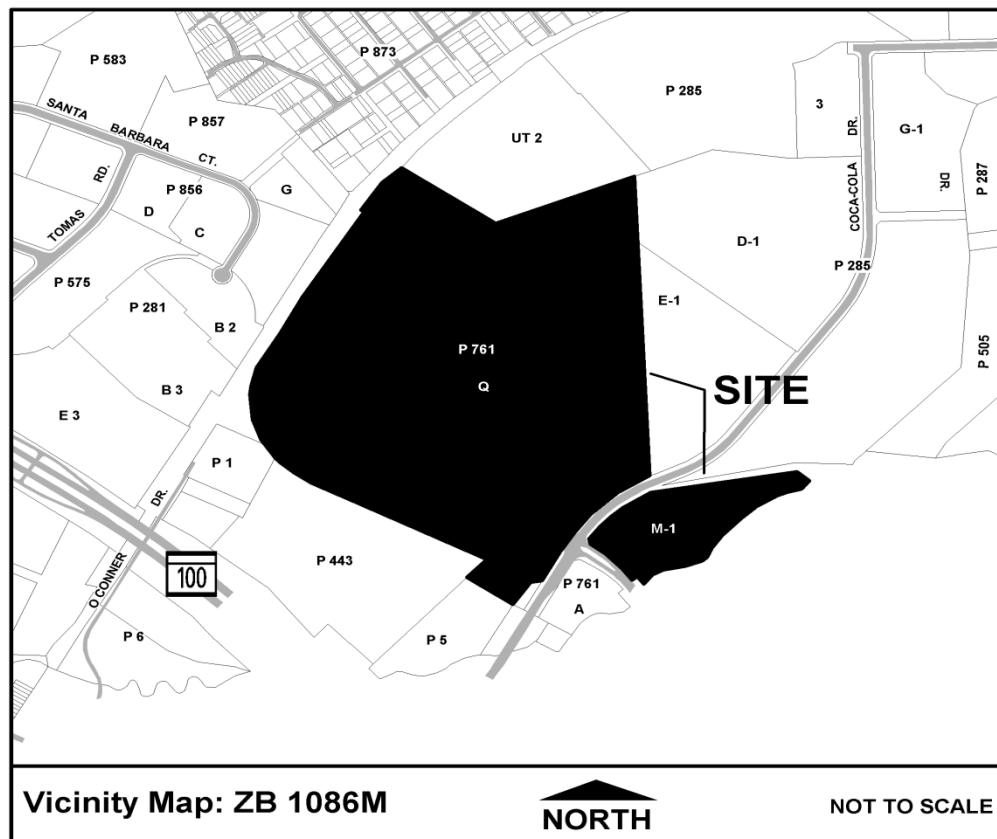 P 873
P 583
P 285
3
SANTA
BARBARA
CT.
P 857
UT 2
DR.
G-1
P 287
DR.
RD.
P 856
G
D
C
COCA-COLA
TOMAS
D-1
P 285
P 575
P 281
E-1
B 2
P 761
Q
P 505
B 3
SITE
E 3
P 1
DR.
M-1
P 443
100
O CONNER
P 761
A
P 6
P 5
Vicinity Map: ZB 1086M
NORTH
NOT TO SCALE